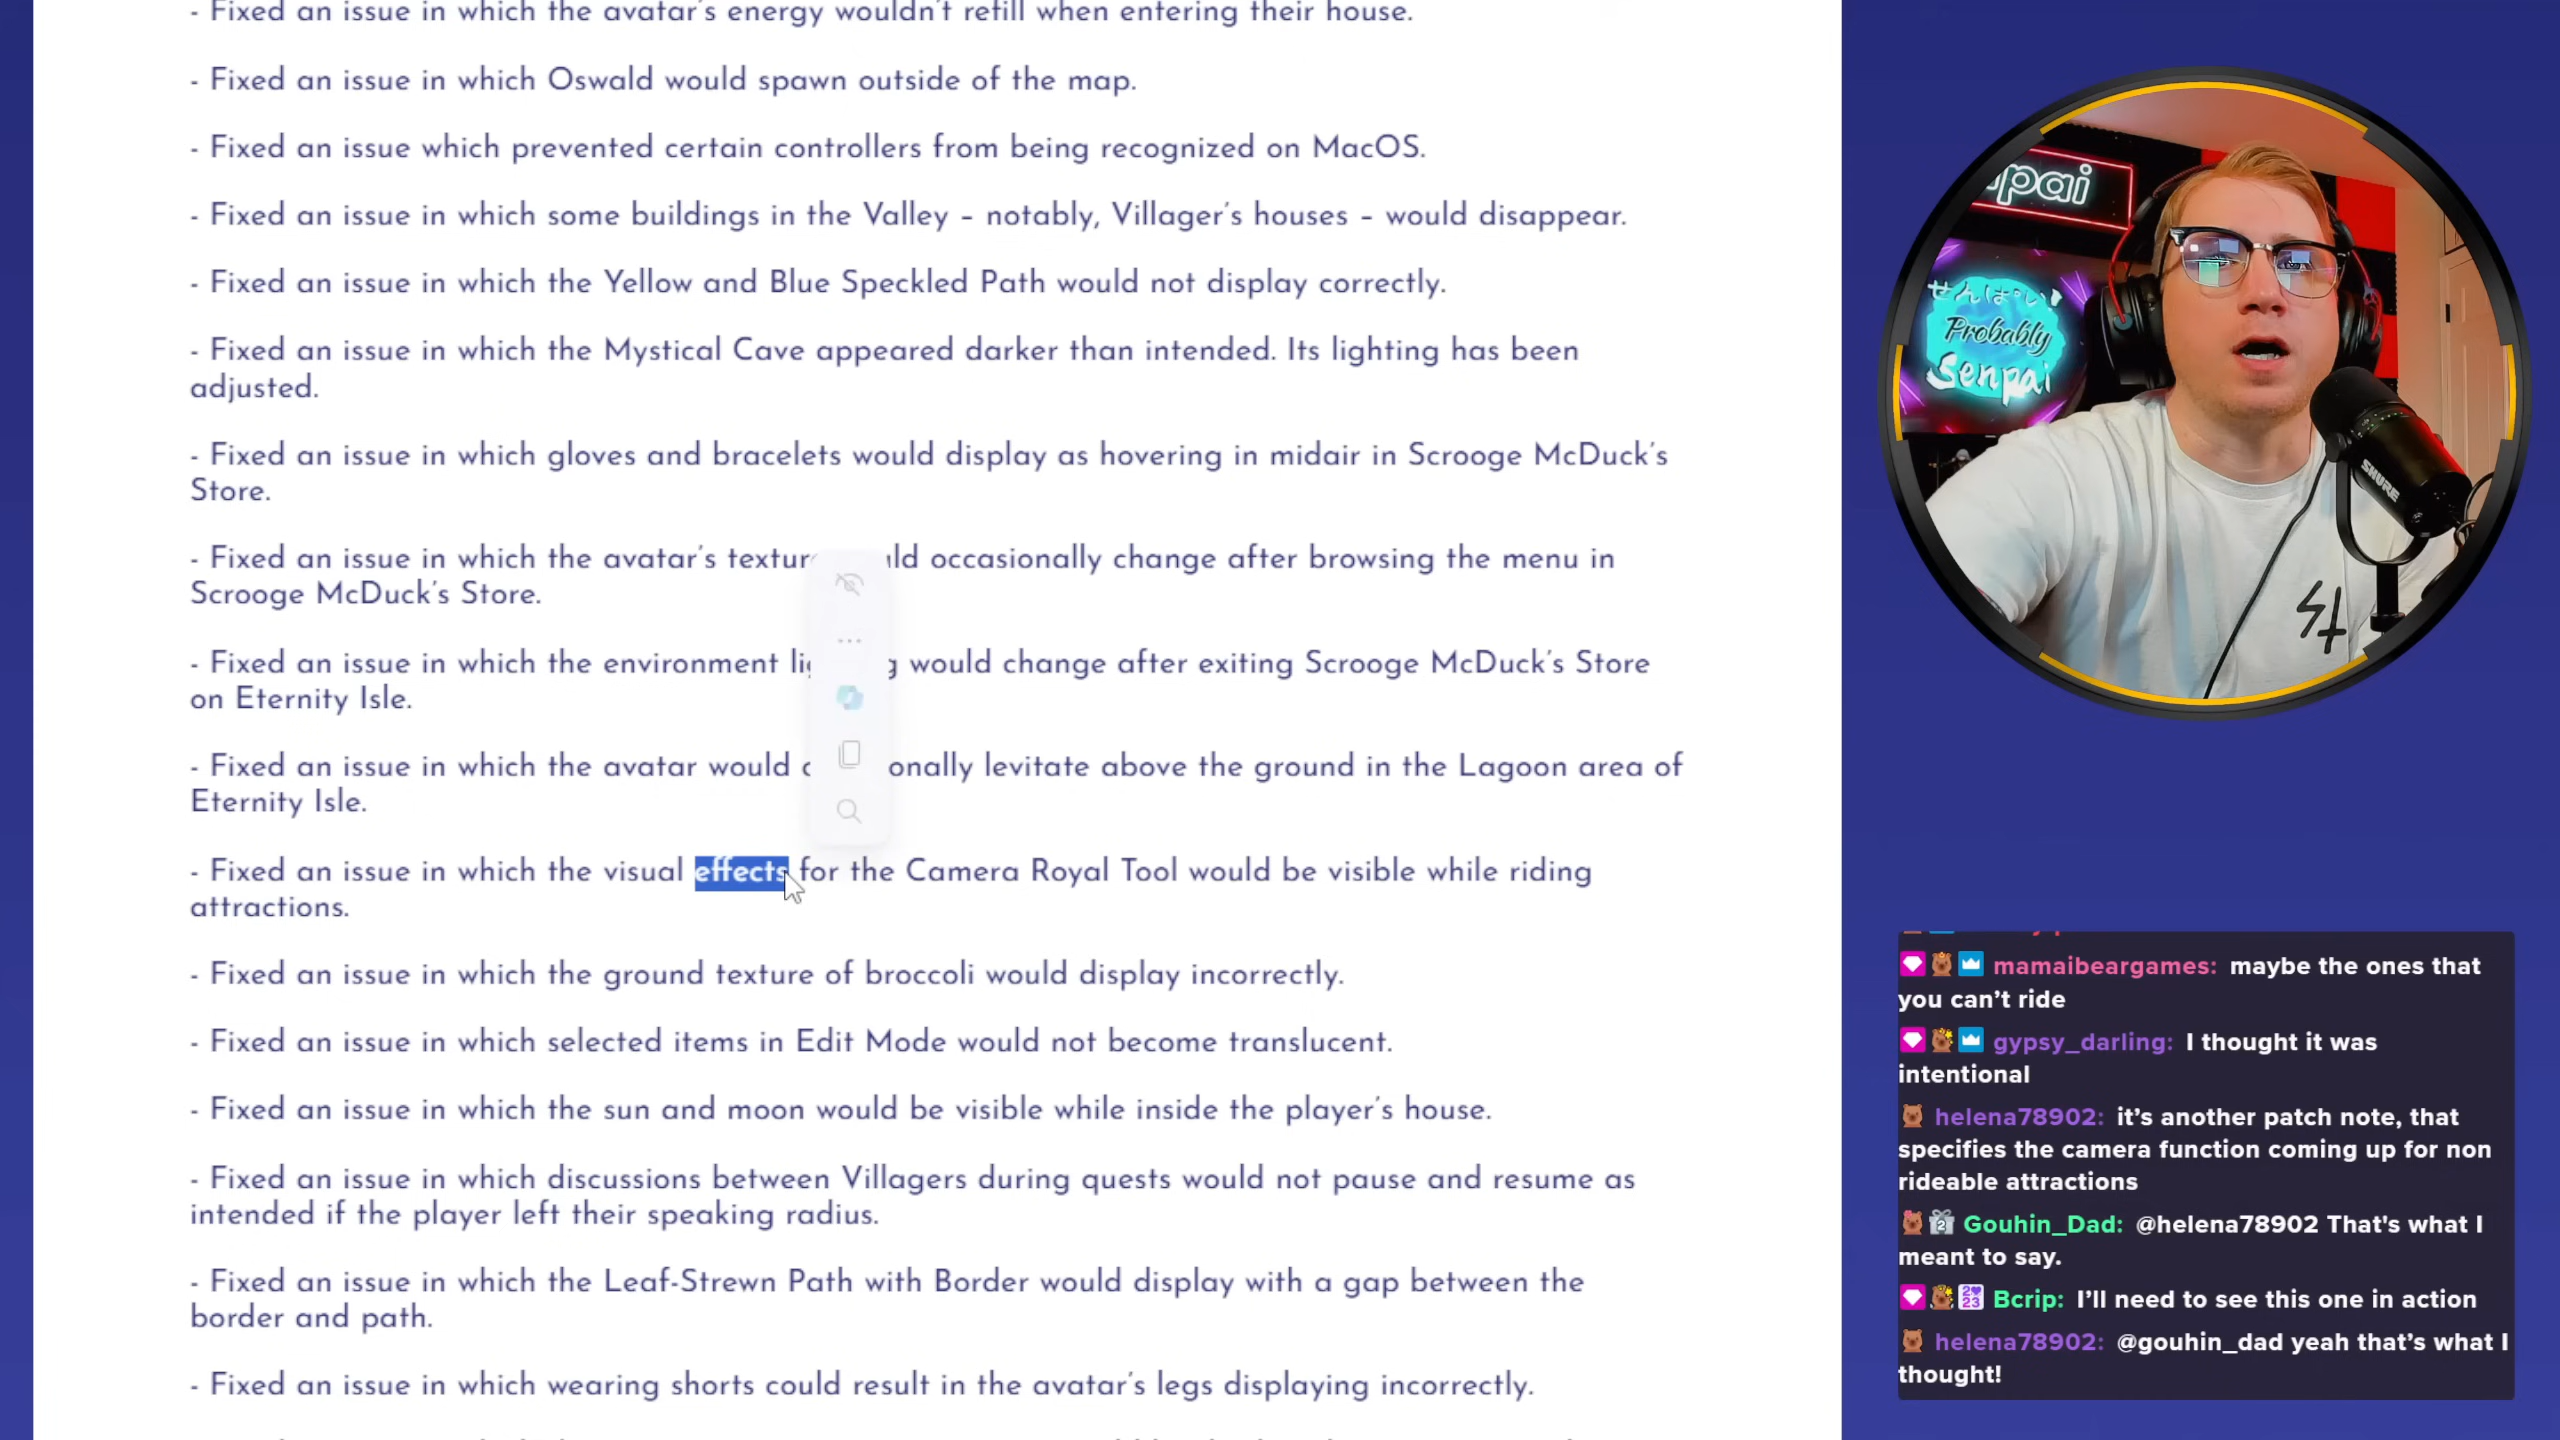 - Fixed an issue in which the avatar's energy wouldn't refill when entering their house.
- Fixed an issue in which Oswald would spawn outside of the map.
- Fixed an issue which prevented certain controllers from being recognized on MacOS.
- Fixed an issue in which some buildings in the Valley – notably, Villager's houses – would disappear.
- Fixed an issue in which the Yellow and Blue Speckled Path would not display correctly.
- Fixed an issue in which the Mystical Cave appeared darker than intended. Its lighting has been
adjusted.
- Fixed an issue in which gloves and bracelets would display as hovering in midair in Scrooge McDuck's
Store.
- Fixed an issue in which the avatar's occasionally change after browsing the menu in
Scrooge McDuck's Store.
- Fixed an issue in which the environment would change after exiting Scrooge McDuck's Store
on Eternity Isle.
- Fixed an issue in which the avatar would levitate above the ground in the Lagoon area of
Eternity Isle.
- Fixed an issue in which the visual effects for the Camera Royal Tool would be visible while riding
attractions.
- Fixed an issue in which the ground texture of broccoli would display incorrectly.
- Fixed an issue in which selected items in Edit Mode would not become translucent.
- Fixed an issue in which the sun and moon would be visible while inside the player's house.
- Fixed an issue in which discussions between Villagers during quests would not pause and resume as
intended if the player left their speaking radius.
- Fixed an issue in which the Leaf-Strewn Path with Border would display with a gap between the
border and path.
- Fixed an issue in which wearing shorts could result in the avatar's legs displaying incorrectly.
pai
せんぱい
Probably
Senpai
SHURE
mamaibeargames: maybe the ones that
you can't ride
gypsy_darling: I thought it was
intentional
helena78902: it's another patch note, that
specifies the camera function coming up for non
rideable attractions
Gouhin_Dad: @helena78902 That's what I
meant to say.
Bcrip: I'll need to see this one in action
helena78902: @gouhin_dad yeah that's what I
thought!